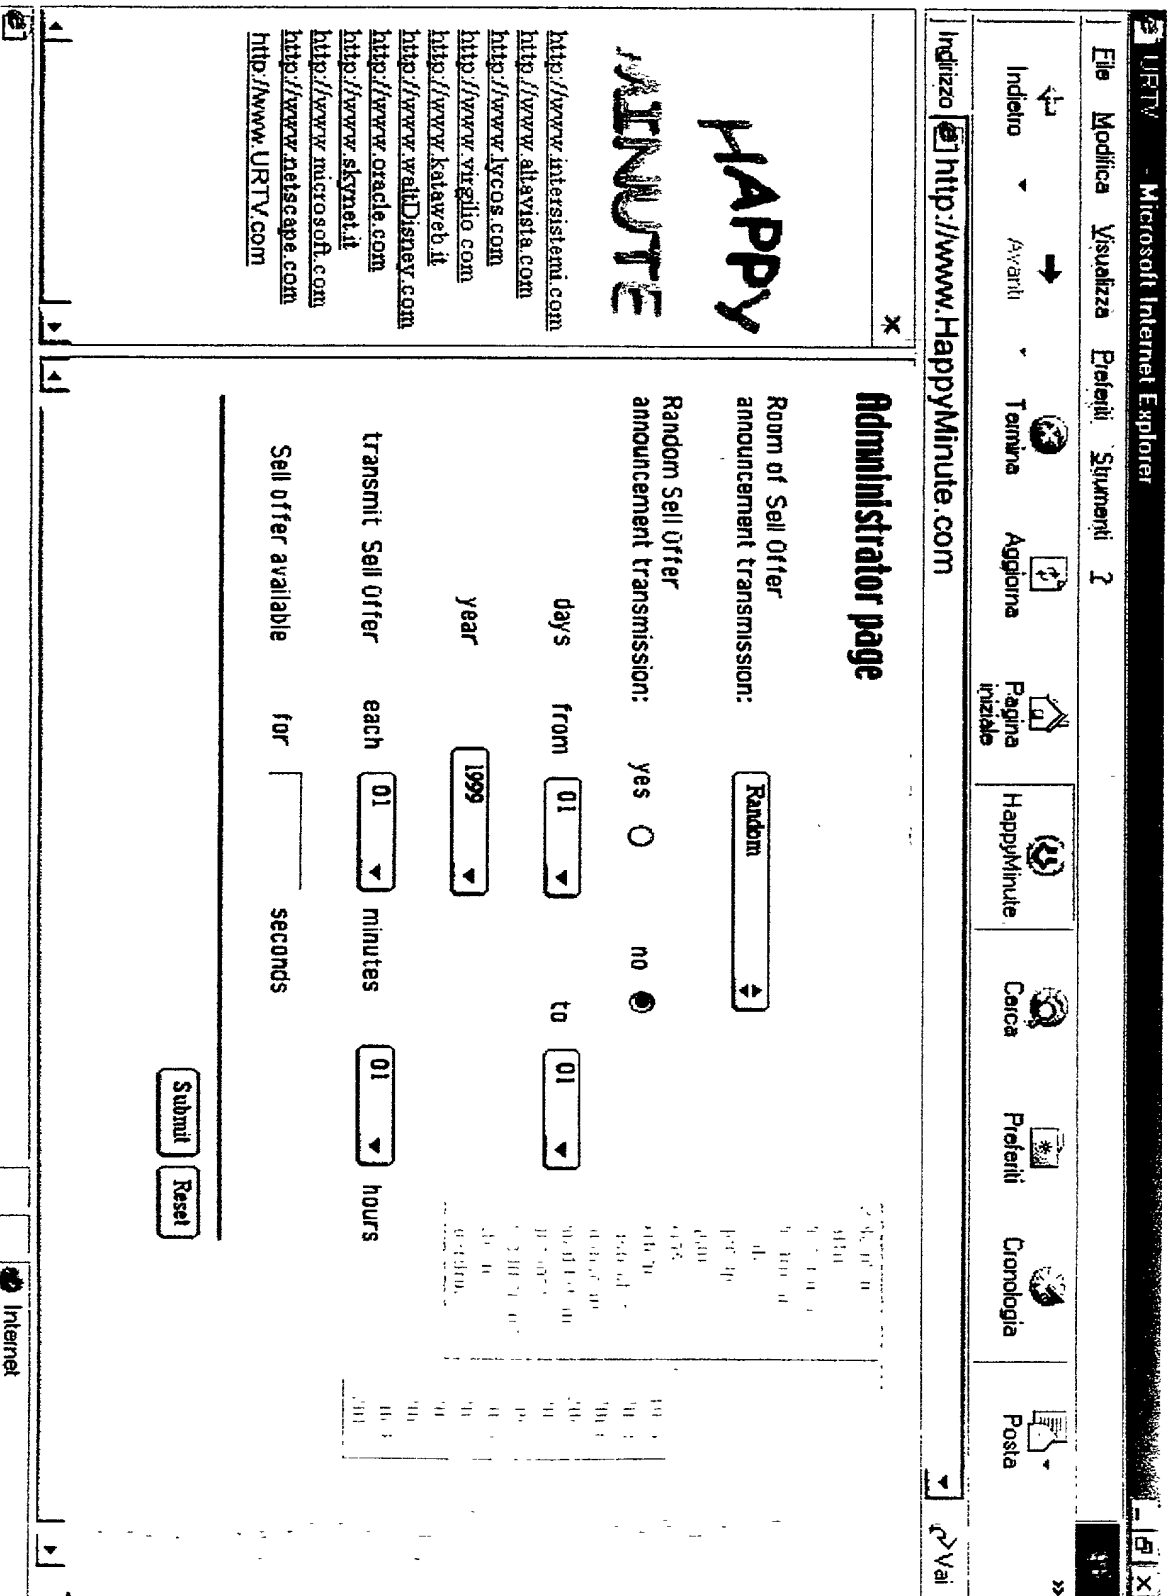 URTV - Microsoft Internet Explorer
File Modifica Visualizza Preferiti Strumenti ?
Indietro Avanti Termina Aggiorna Pagina iniziale HappyMinute Cerca Preferiti Cronologia Posta »
Indirizzo http://www.HappyMinute.com Vai
HAPPY
MINUTE
http://www.intersistemi.com
http://www.altavista.com
http://www.lycos.com
http://www.virgilio.com
http://www.kataweb.it
http://www.waltDisney.com
http://www.oracle.com
http://www.skynet.it
http://www.microsoft.com
http://www.netscape.com
http://www.URTV.com
Admninistrator page
Room of Sell Offer
announcement transmission: Random
Random Sell Offer
announcement transmission: yes no
days from 01 to 01
year 1999
transmit Sell Offer each 01 minutes 01 hours
Sell offer available for seconds
Submit Reset
Internet